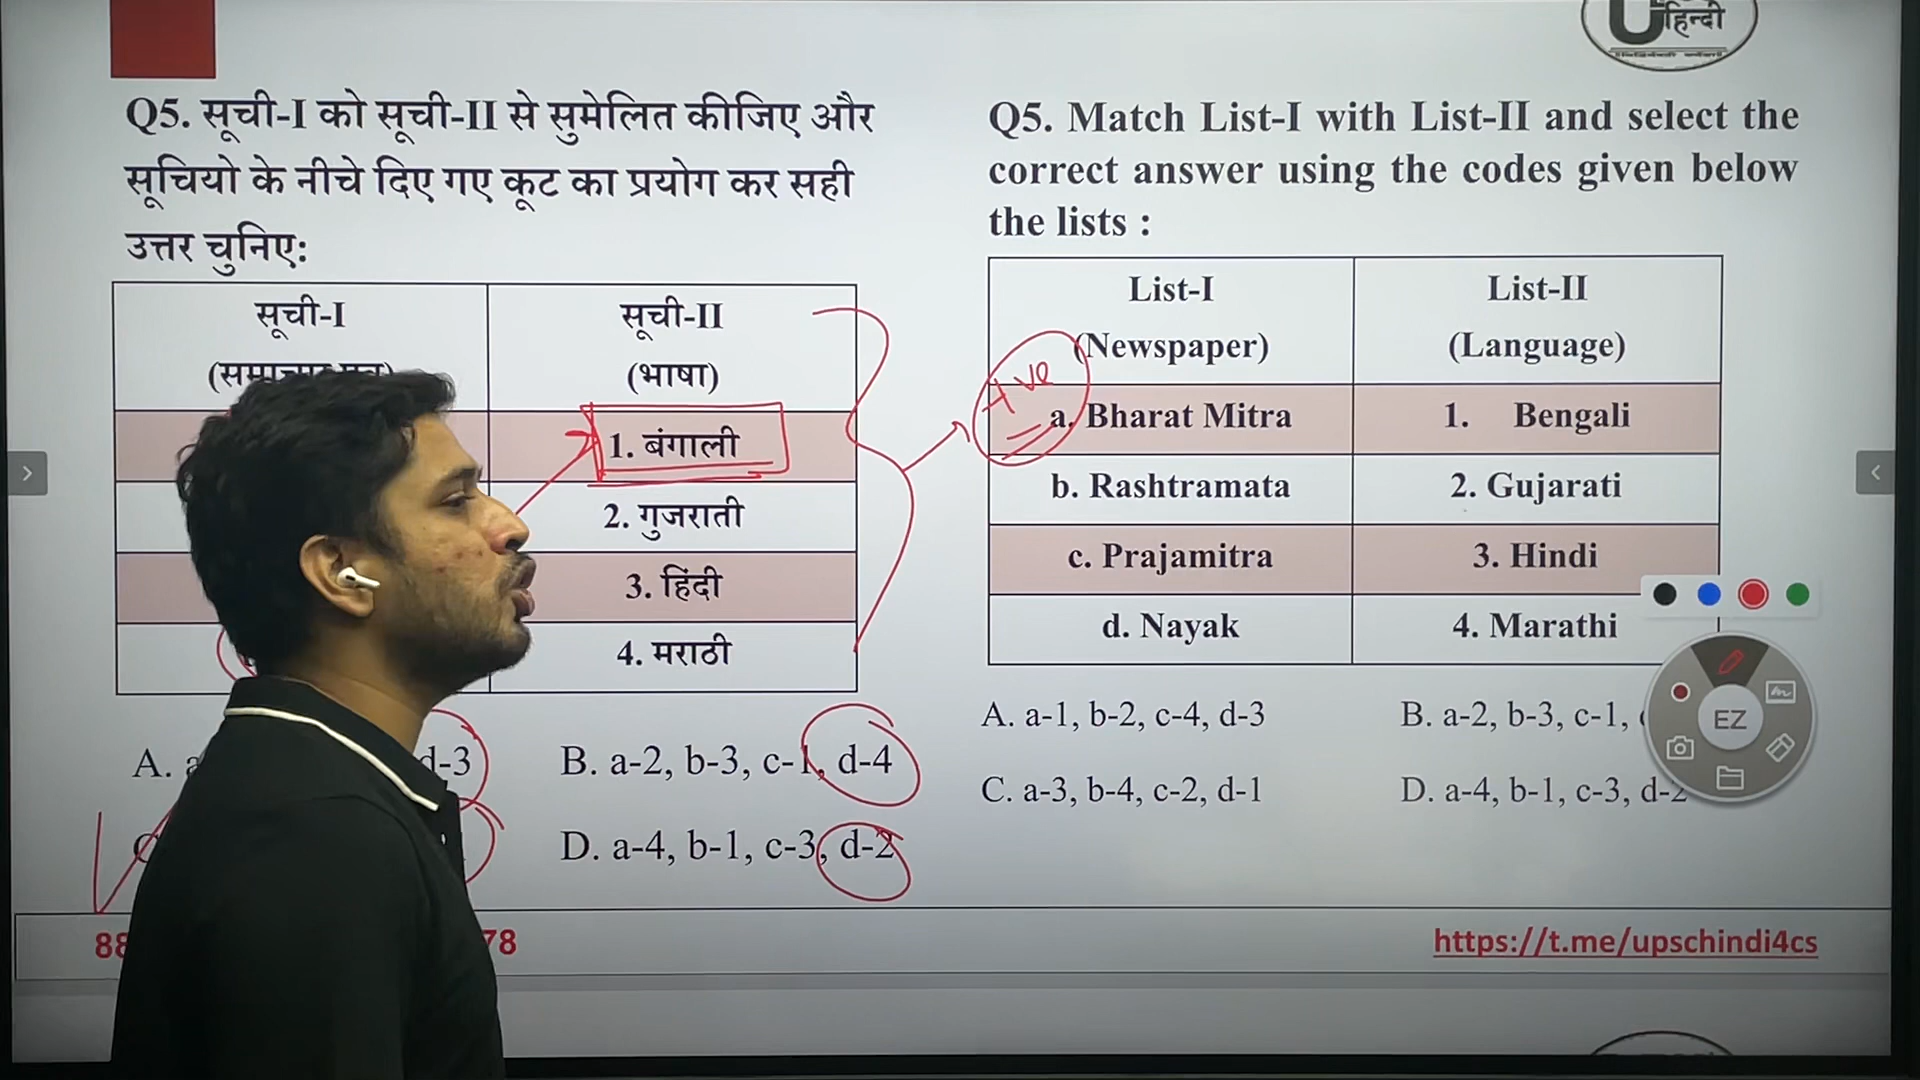 हिन्दी
Q5. सूची-I को सूची-II से सुमेलित कीजिए और
सूचियो के नीचे दिए गए कूट का प्रयोग कर सही
उत्तर चुनिए:
सूची-I
सूची-II
(भाषा)
1. बंगाली
2. गुजराती
3. हिंदी
4. मराठी
A.
d-3
B. a-2, b-3, c-1, d-4
D. a-4, b-1, c-3, d-2
Q5. Match List-I with List-II and select the
correct answer using the codes given below
the lists :
List-I
(Newspaper)
List-II
(Language)
+ve
a. Bharat Mitra
1. Bengali
b. Rashtramata
2. Gujarati
c. Prajamitra
3. Hindi
d. Nayak
4. Marathi
A. a-1, b-2, c-4, d-3
B. a-2, b-3, c-1,
C. a-3, b-4, c-2, d-1
D. a-4, b-1, c-3, d-2
EZ
88
78
https://t.me/upschindi4cs